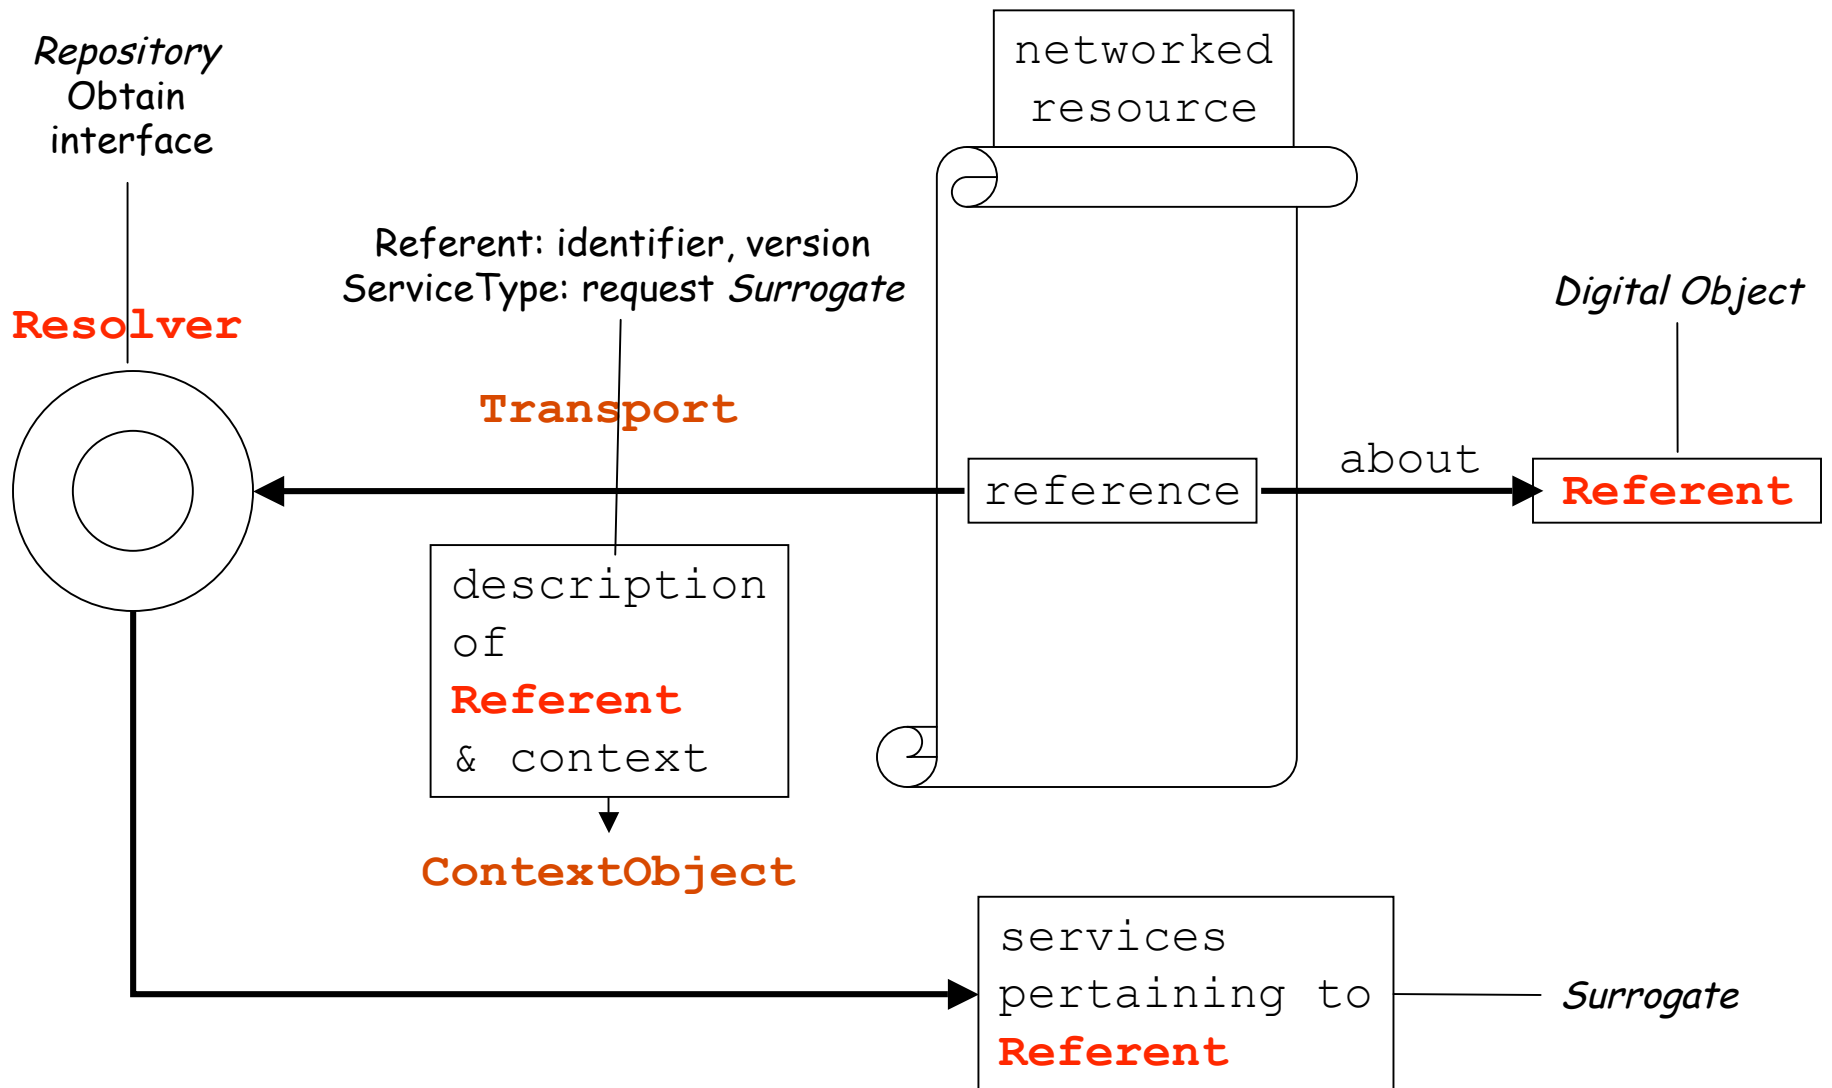 Repository
Obtain
interface
networked
resource
Referent: identifier, version
ServiceType: request Surrogate
Digital Object
Resolver
Transport
about
reference
Referent
description
of
Referent
& context
ContextObject
services
pertaining to
Referent
Surrogate